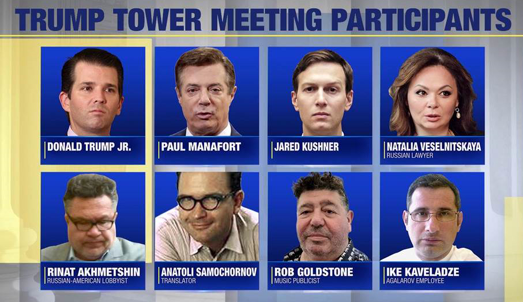 TRUMP TOWER MEETING PARTICIPANTS
DONALD TRUMP JR.
PAUL MANAFORT
JARED KUSHNER
NATALIA VESELNITSKAYA
RUSSIAN LAWYER
RINAT AKHMETSHIN
RUSSIAN-AMERICAN LOBBYIST
ANATOLI SAMOCHORNOV
TRANSLATOR
ROB GOLDSTONE
MUSIC PUBLICIST
IKE KAVELADZE
AGALAROV EMPLOYEE